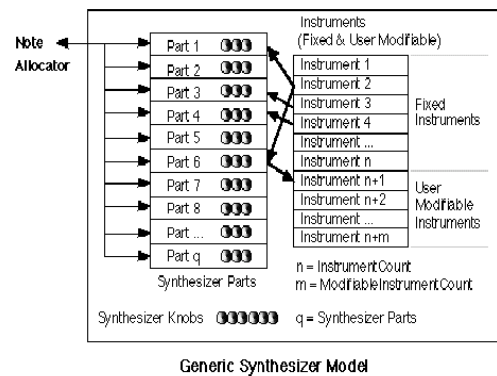 Instruments
(Fixed & User Modifiable)
Note
Allocator
Part 1
Part 2
Part 3
Part 4
Part 5
Part 6
Part 7
Part 8
Part ...
Part q
Synthesizer Parts
Instrument 1
Instrument 2
Instrument 3
Instrument 4
Instrument ...
Instrument n
Instrument n+1
Instrument n+2
Instrument ...
Instrument n+m
Fixed
Instruments
User
Modifiable
Instruments
n = InstrumentCount
m = ModifiableInstrumentCount
Synthesizer Knobs
q = Synthesizer Parts
Generic Synthesizer Model